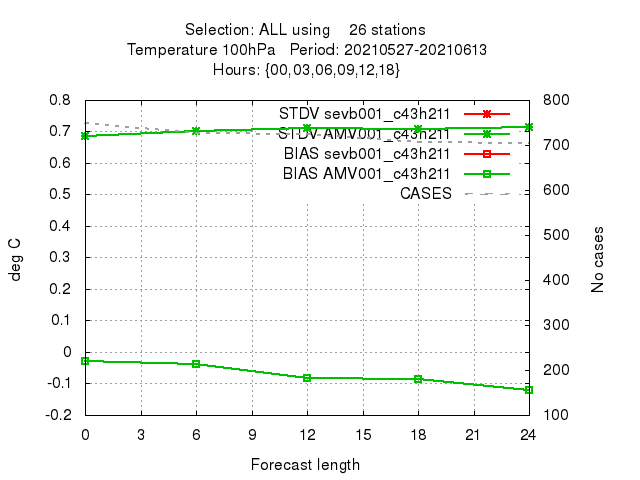 Selection: ALL using 26 stations
Temperature 100hPa Period: 20210527-20210613
Hours: {00,03,06,09,12,18}
STDV sevb001_c43h211
STDV AMV001_c43h211
BIAS sevb001_c43h211
BIAS AMV001_c43h211
CASES
0.8
0.7
0.6
0.5
0.4
0.3
0.2
0.1
0
-0.1
-0.2
deg C
800
700
600
500
400
300
200
100
No cases
0 3 6 9 12 15 18 21 24
Forecast length